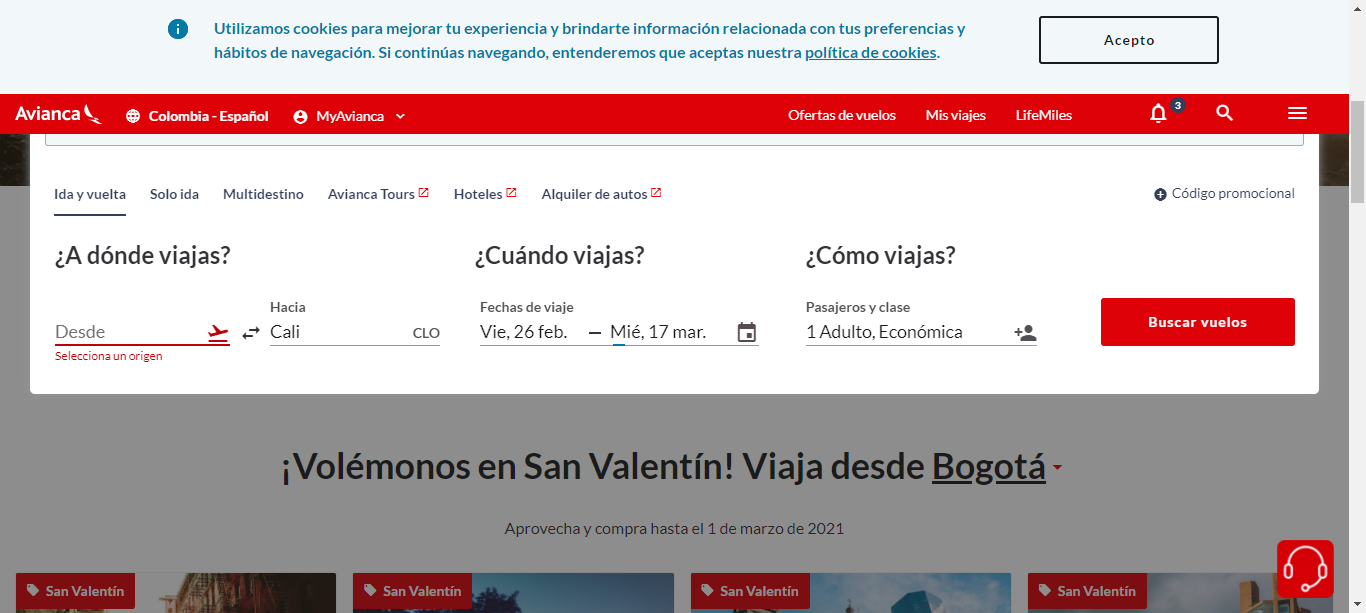 Utilizamos cookies para mejorar tu experiencia y brindarte información relacionada con tus preferencias y
hábitos de navegación. Si continúas navegando, entenderemos que aceptas nuestra política de cookies.
Acepto
Avianca
Colombia - Español
MyAvianca
Ofertas de vuelos
Mis viajes
LifeMiles
3
Ida y vuelta
Solo ida
Multidestino
Avianca Tours
Hoteles
Alquiler de autos
Código promocional
¿A dónde viajas?
¿Cuándo viajas?
¿Cómo viajas?
Hacia
Fechas de viaje
Pasajeros y clase
Desde
Cali
CLO
Vie, 26 feb.
— Mié, 17 mar.
1 Adulto, Económica
Buscar vuelos
Selecciona un origen
¡Volémonos en San Valentín! Viaja desde Bogotá
Aprovecha y compra hasta el 1 de marzo de 2021
San Valentín
San Valentín
San Valentín
San Valentín